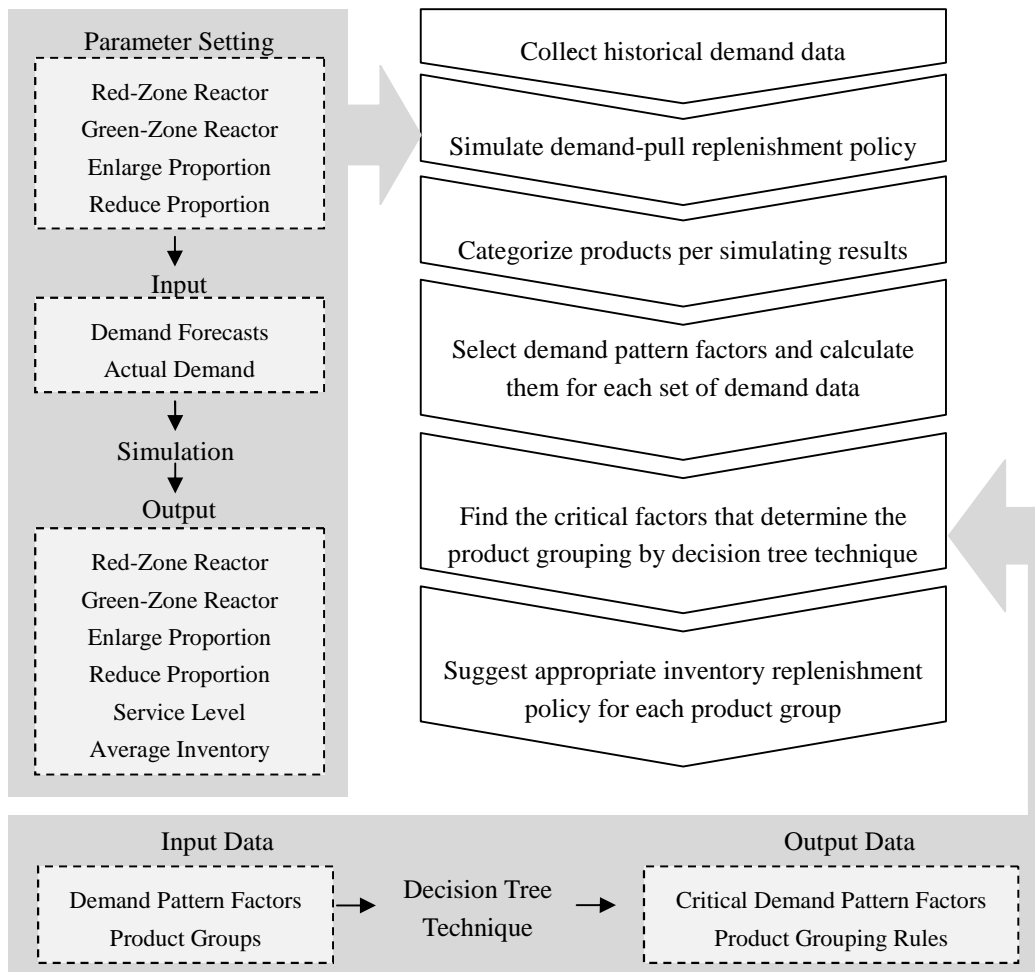 Parameter Setting
Red-Zone Reactor
Green-Zone Reactor
Enlarge Proportion
Reduce Proportion
Input
Demand Forecasts
Actual Demand
Simulation
Output
Red-Zone Reactor
Green-Zone Reactor
Enlarge Proportion
Reduce Proportion
Service Level
Average Inventory
Collect historical demand data
Simulate demand-pull replenishment policy
Categorize products per simulating results
Select demand pattern factors and calculate
them for each set of demand data
Find the critical factors that determine the
product grouping by decision tree technique
Suggest appropriate inventory replenishment
policy for each product group
Input Data
Demand Pattern Factors
Product Groups
Decision Tree
Technique
Output Data
Critical Demand Pattern Factors
Product Grouping Rules